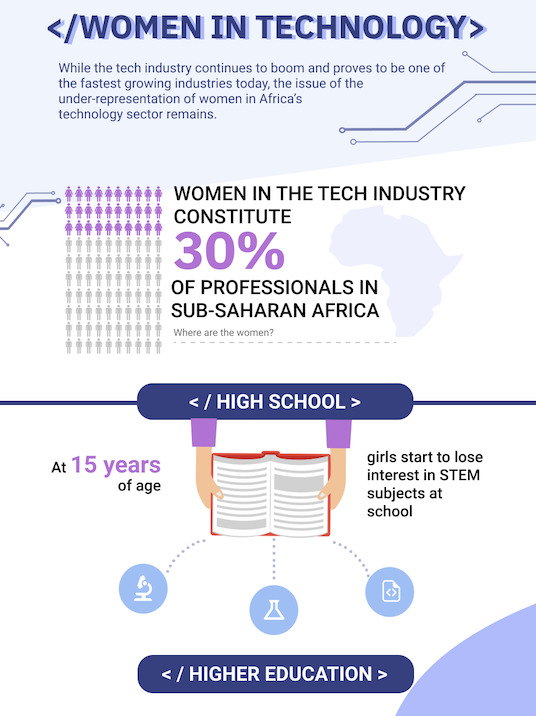 </WOMEN IN TECHNOLOGY>
While the tech industry continues to boom and proves to be one of
the fastest growing industries today, the issue of the
under-representation of women in Africa's
technology sector remains.
WOMEN IN THE TECH INDUSTRY
CONSTITUTE
30%
OF PROFESSIONALS IN
SUB-SAHARAN AFRICA
Where are the women?
< / HIGH SCHOOL >
At 15 years
of age
girls start to lose
interest in STEM
subjects at
school
< / HIGHER EDUCATION >